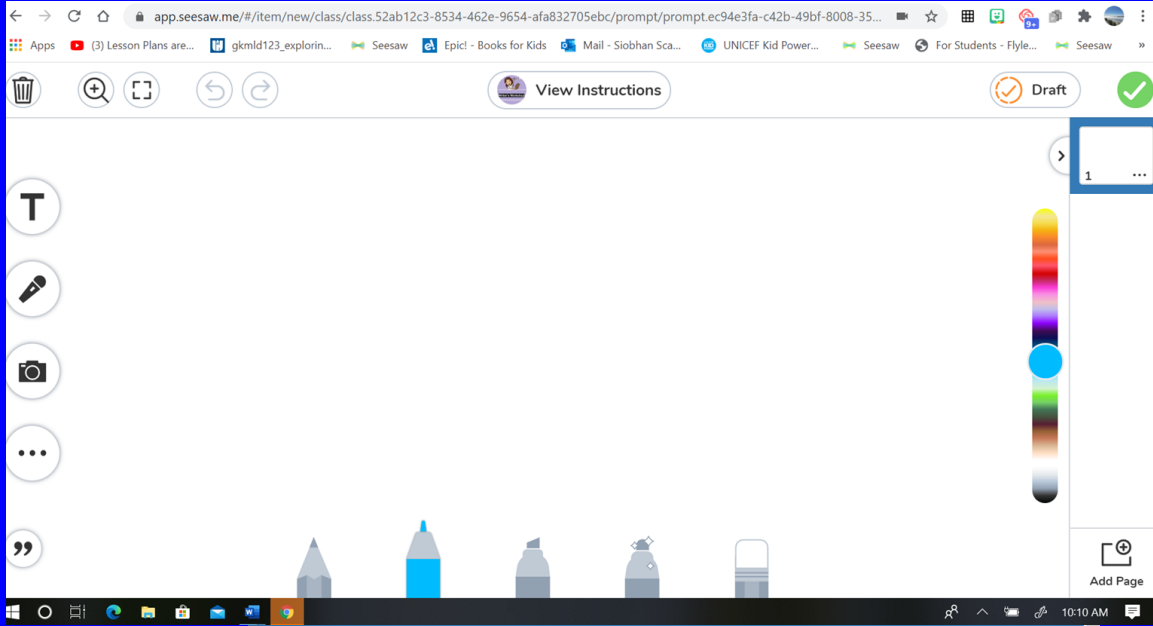 app.seesaw.me/#/item/new/class/class.52ab12c3-8534-462e-9654-afa832705ebc/prompt/prompt.ec94e3fa-c42b-49bf-8008-35...
9+
Apps (3) Lesson Plans are... gkmld123_explorin... Seesaw Epic! - Books for Kids Mail - Siobhan Sca... UNICEF Kid Power... Seesaw For Students - Flyle... Seesaw »
View Instructions
Draft
1 ...
T
Add Page
10:10 AM